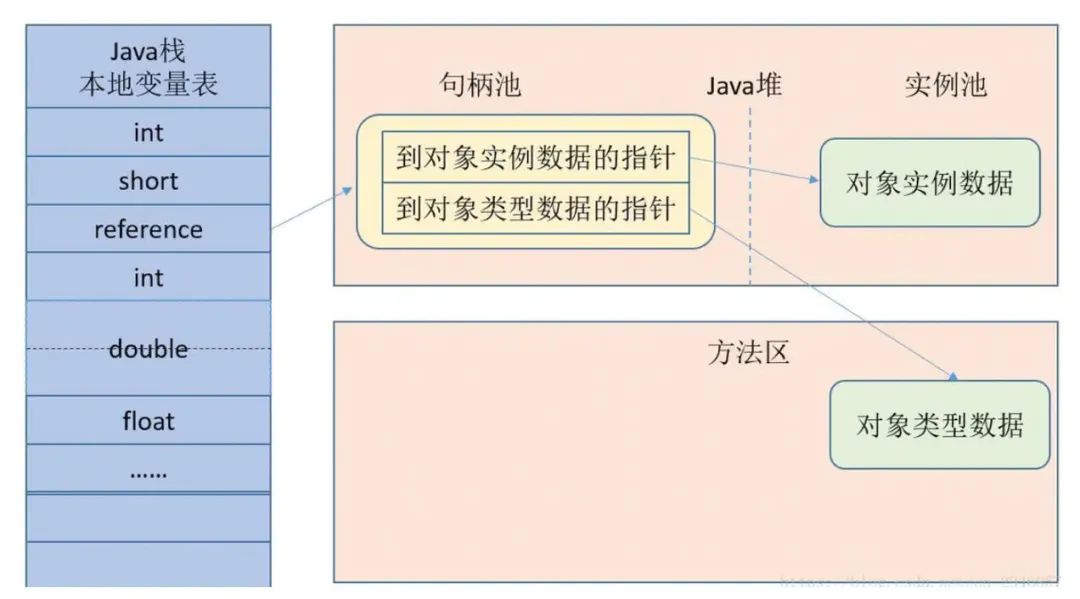 Java栈
本地变量表
int
short
reference
int
double
float
……
句柄池
Java堆
实例池
到对象实例数据的指针
到对象类型数据的指针
对象实例数据
方法区
对象类型数据